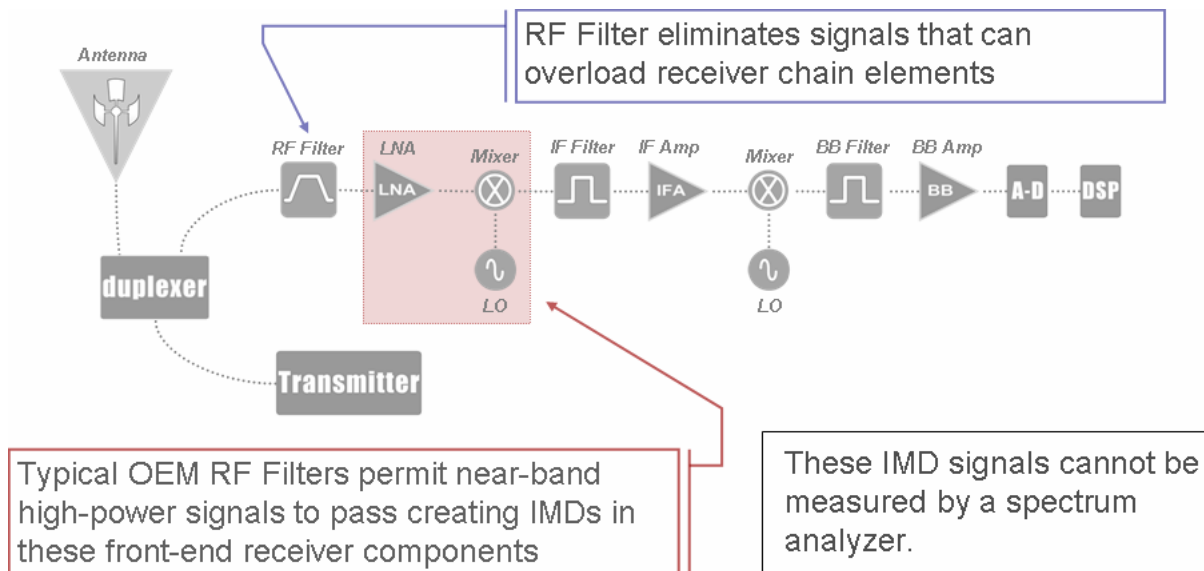 RF Filter eliminates signals that can
overload receiver chain elements
Antenna
RF Filter
LNA
Mixer
IF Filter
IF Amp
Mixer
BB Filter
BB Amp
LNA
IFA
BB
A-D
DSP
duplexer
LO
LO
Transmitter
Typical OEM RF Filters permit near-band
high-power signals to pass creating IMDs in
these front-end receiver components
These IMD signals cannot be
measured by a spectrum
analyzer.